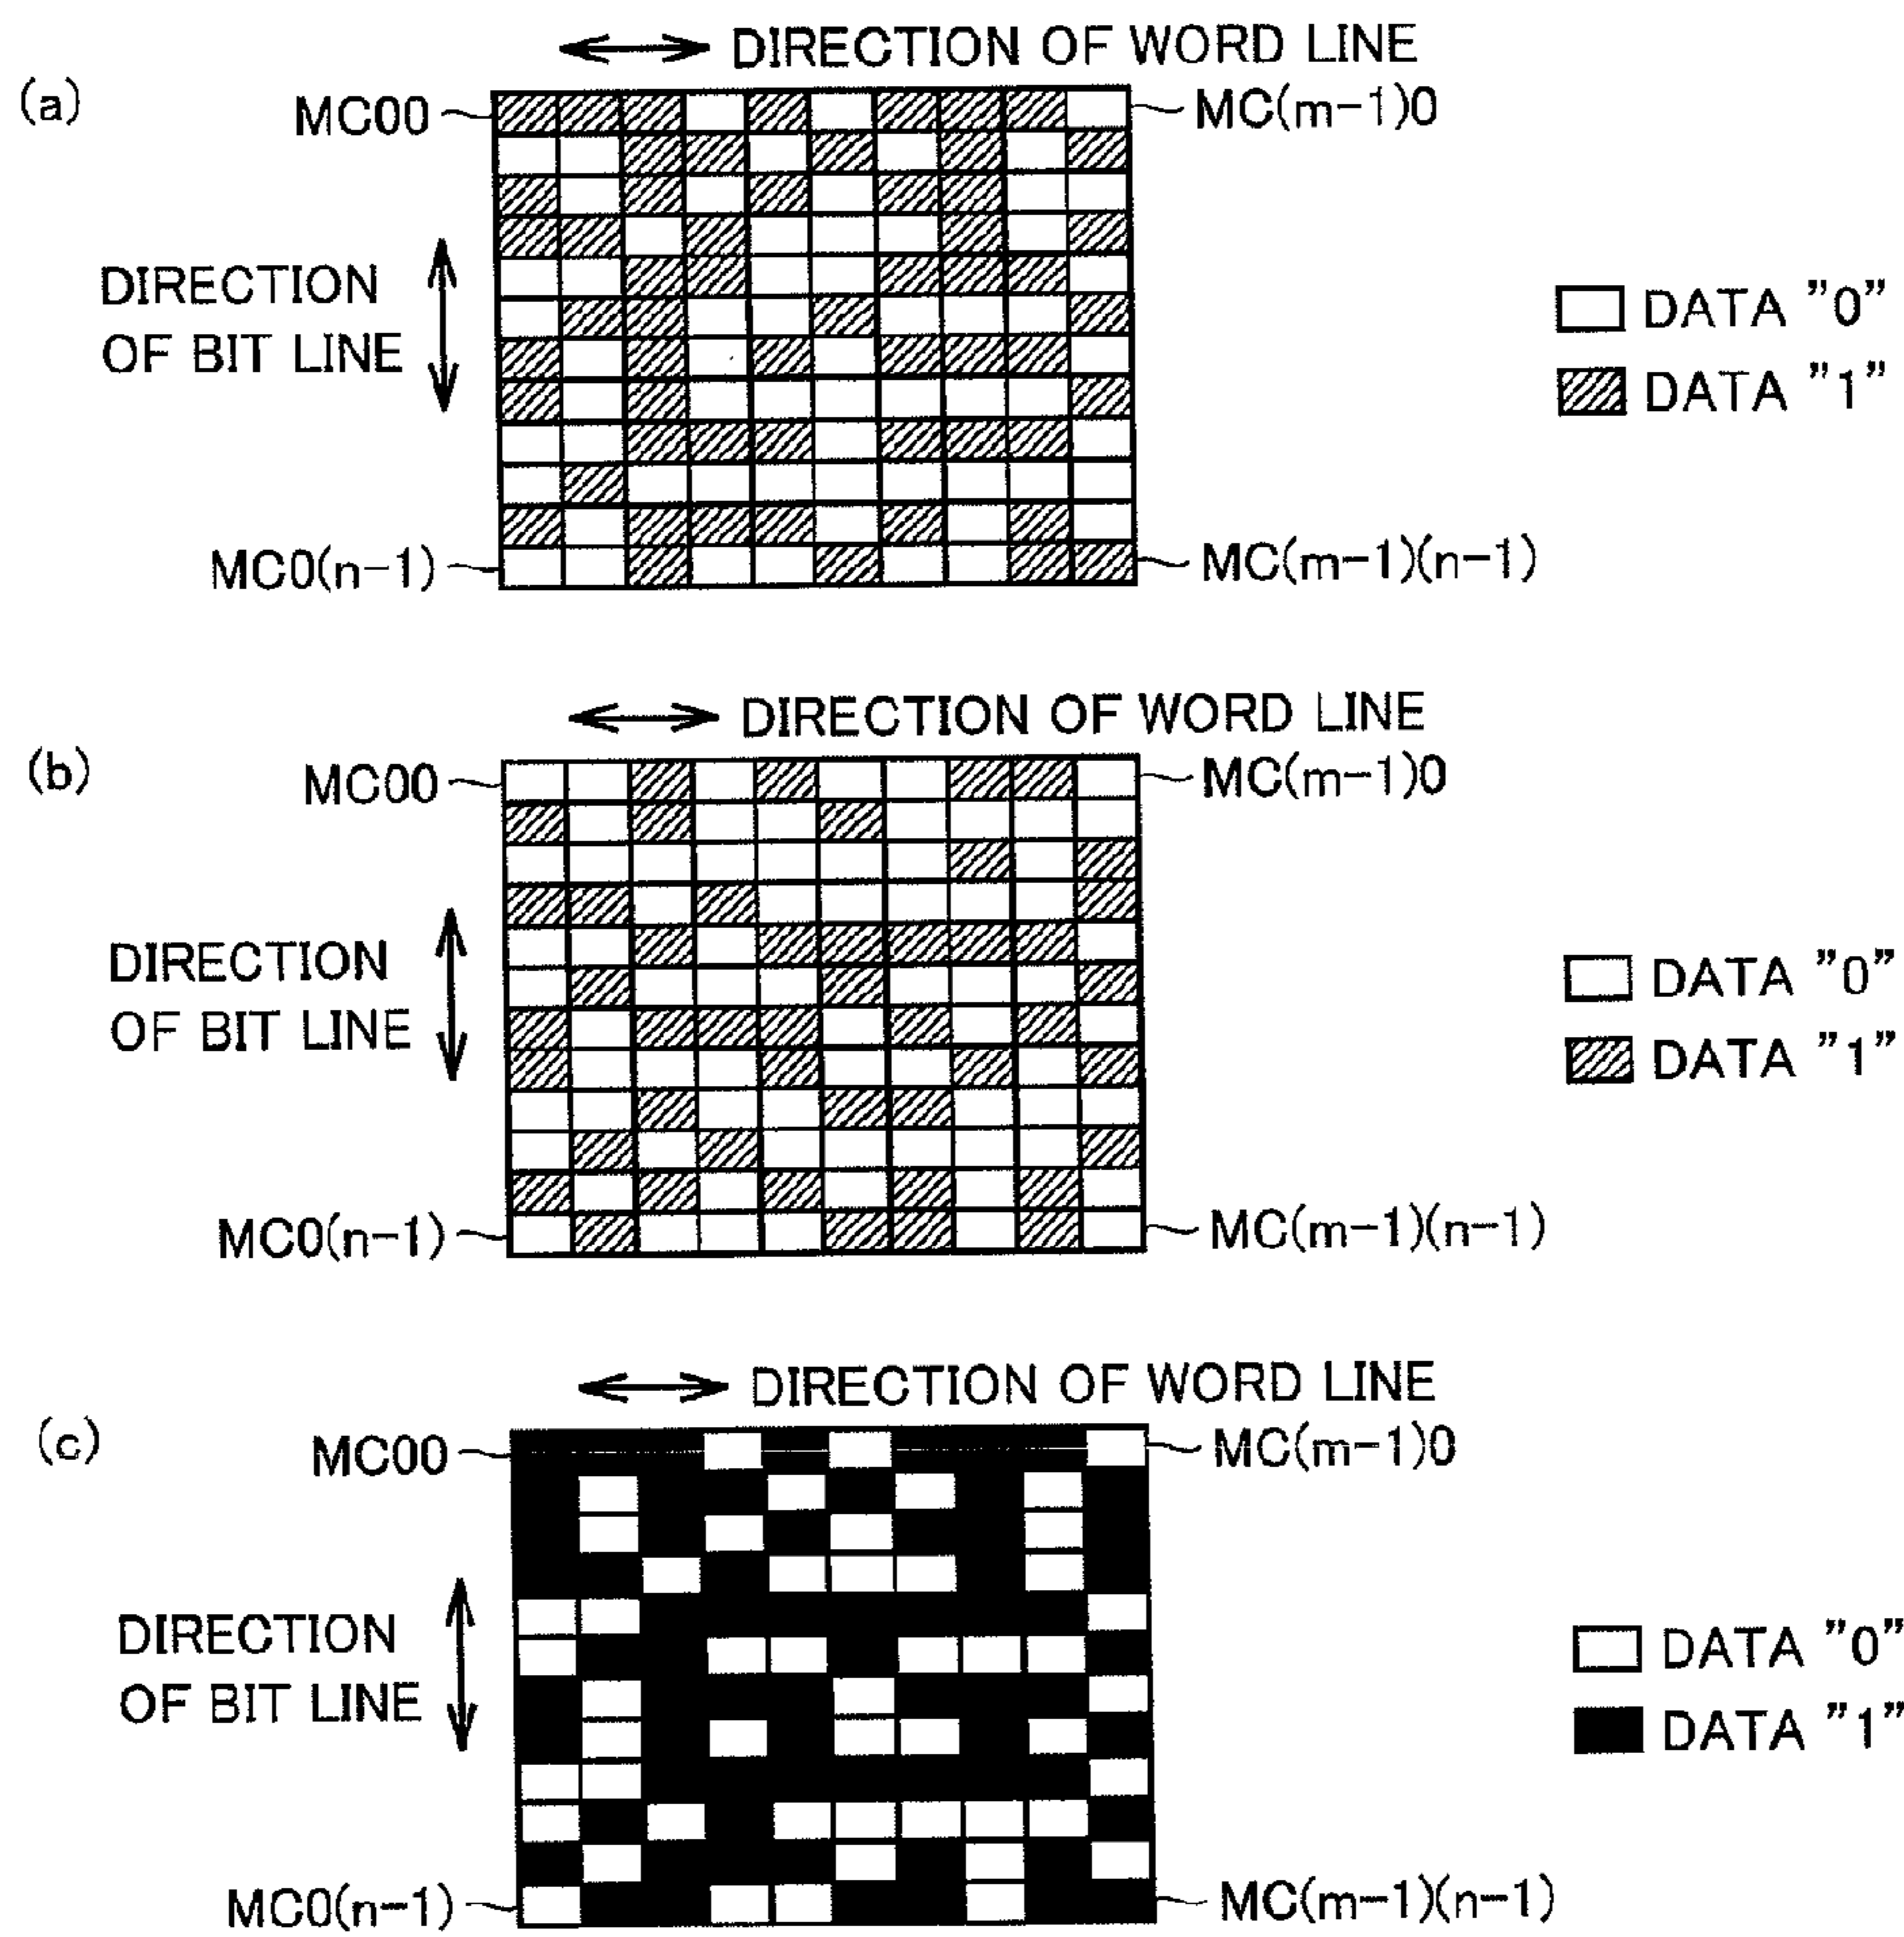 DIRECTION OF WORD LINE
(a)
MC00
MC(m-1)0
DIRECTION
OF BIT LINE
DATA "0"
DATA "1"
MC0(n-1)
MC(m-1)(n-1)
DIRECTION OF WORD LINE
(b)
MC00
MC(m-1)0
DIRECTION
OF BIT LINE
DATA "0"
DATA "1"
MC0(n-1)
MC(m-1)(n-1)
DIRECTION OF WORD LINE
(c)
MC00
MC(m-1)0
DIRECTION
OF BIT LINE
DATA "0"
DATA "1"
MC0(n-1)
MC(m-1)(n-1)